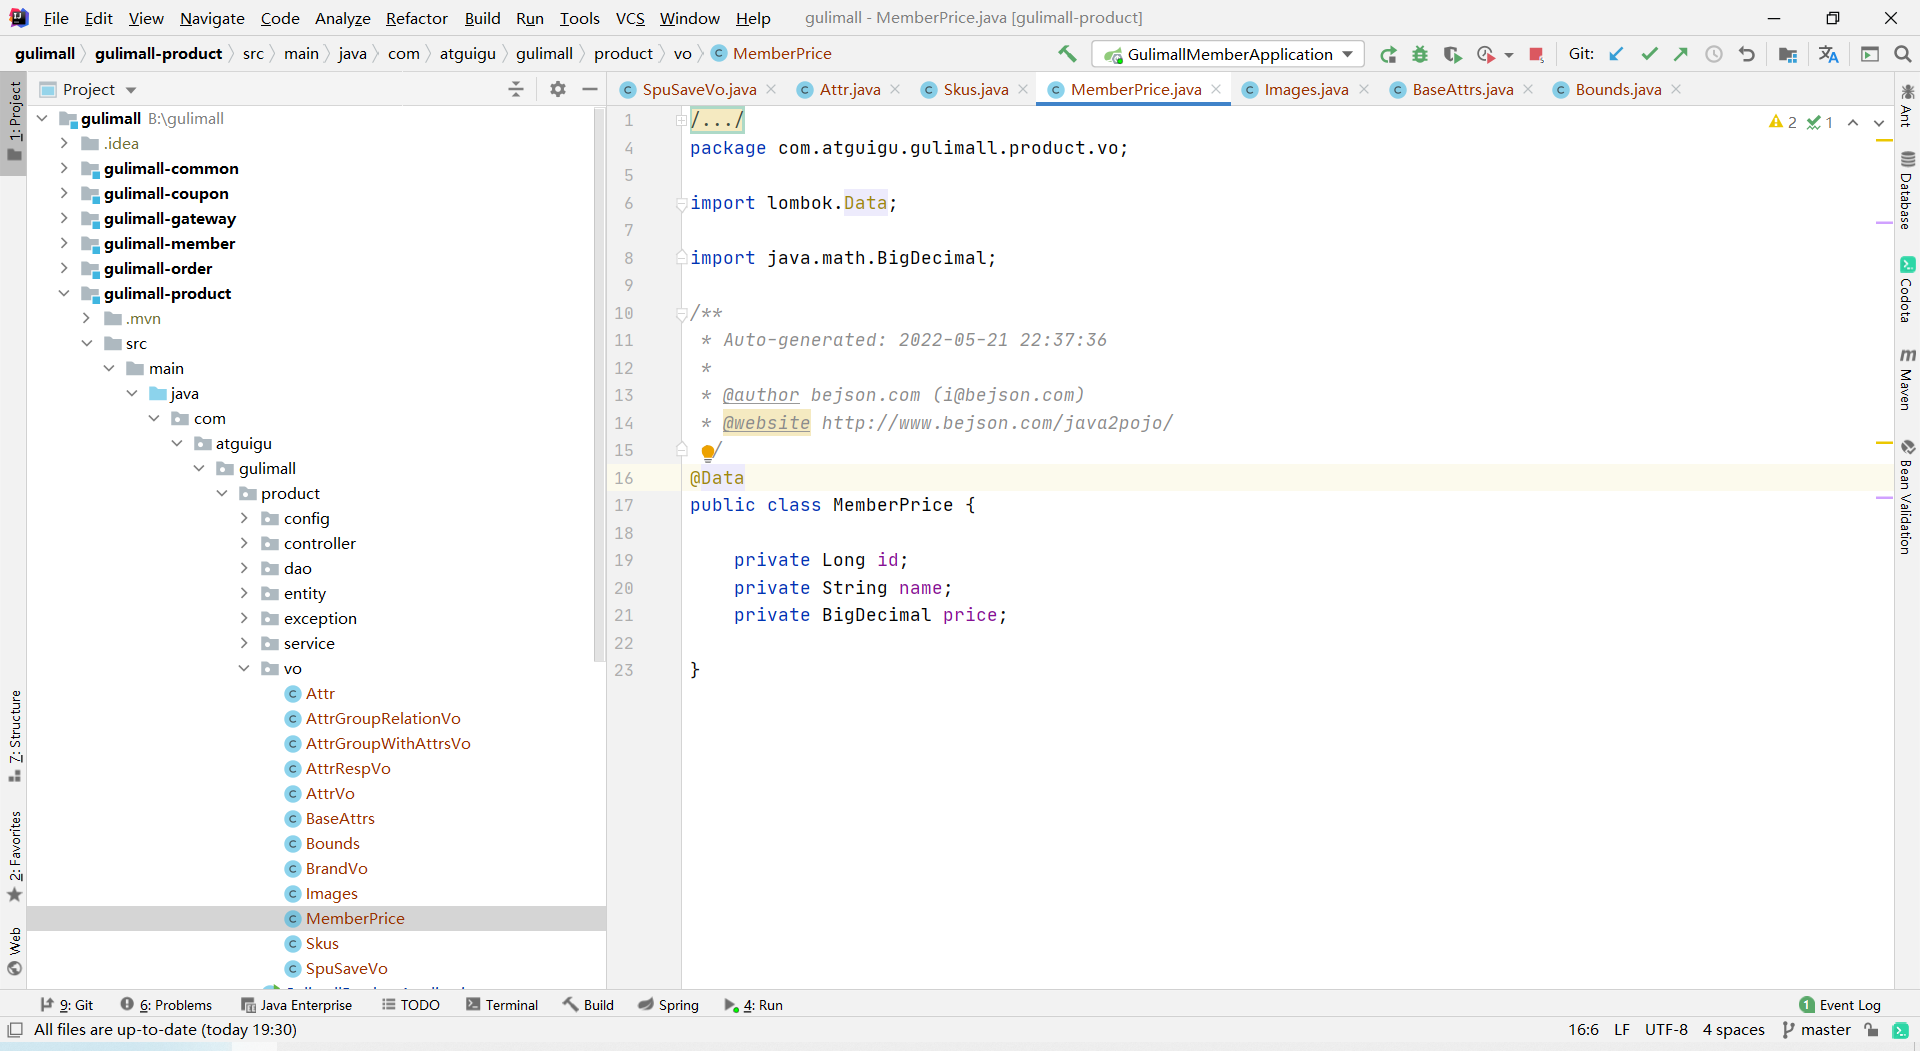 File Edit View Navigate Code Analyze Refactor Build Run Tools VCS Window Help gulimall - MemberPrice.java [gulimall-product]
gulimall gulimall-product src main java com atguigu gulimall product vo MemberPrice GulimallMemberApplication Git:
Project
SpuSaveVo.java Attr.java Skus.java MemberPrice.java Images.java BaseAttrs.java Bounds.java
1: Project
7: Structure
2: Favorites
Web
gulimall B:\gulimall
.idea
gulimall-common
gulimall-coupon
gulimall-gateway
gulimall-member
gulimall-order
gulimall-product
.mvn
src
main
java
com
atguigu
gulimall
product
config
controller
dao
entity
exception
service
vo
Attr
AttrGroupRelationVo
AttrGroupWithAttrsVo
AttrRespVo
AttrVo
BaseAttrs
Bounds
BrandVo
Images
MemberPrice
Skus
SpuSaveVo
1 /.../
4 package com.atguigu.gulimall.product.vo;
5
6 import lombok.Data;
7
8 import java.math.BigDecimal;
9
10 /**
11 * Auto-generated: 2022-05-21 22:37:36
12 *
13 * @author bejson.com (i@bejson.com)
14 * @website http://www.bejson.com/java2pojo/
15 /
16 @Data
17 public class MemberPrice {
18
19 private Long id;
20 private String name;
21 private BigDecimal price;
22
23 }
2 1
Ant
Database
Codota
Maven
Bean Validation
9: Git 6: Problems Java Enterprise TODO Terminal Build Spring 4: Run 1 Event Log
All files are up-to-date (today 19:30) 16:6 LF UTF-8 4 spaces master